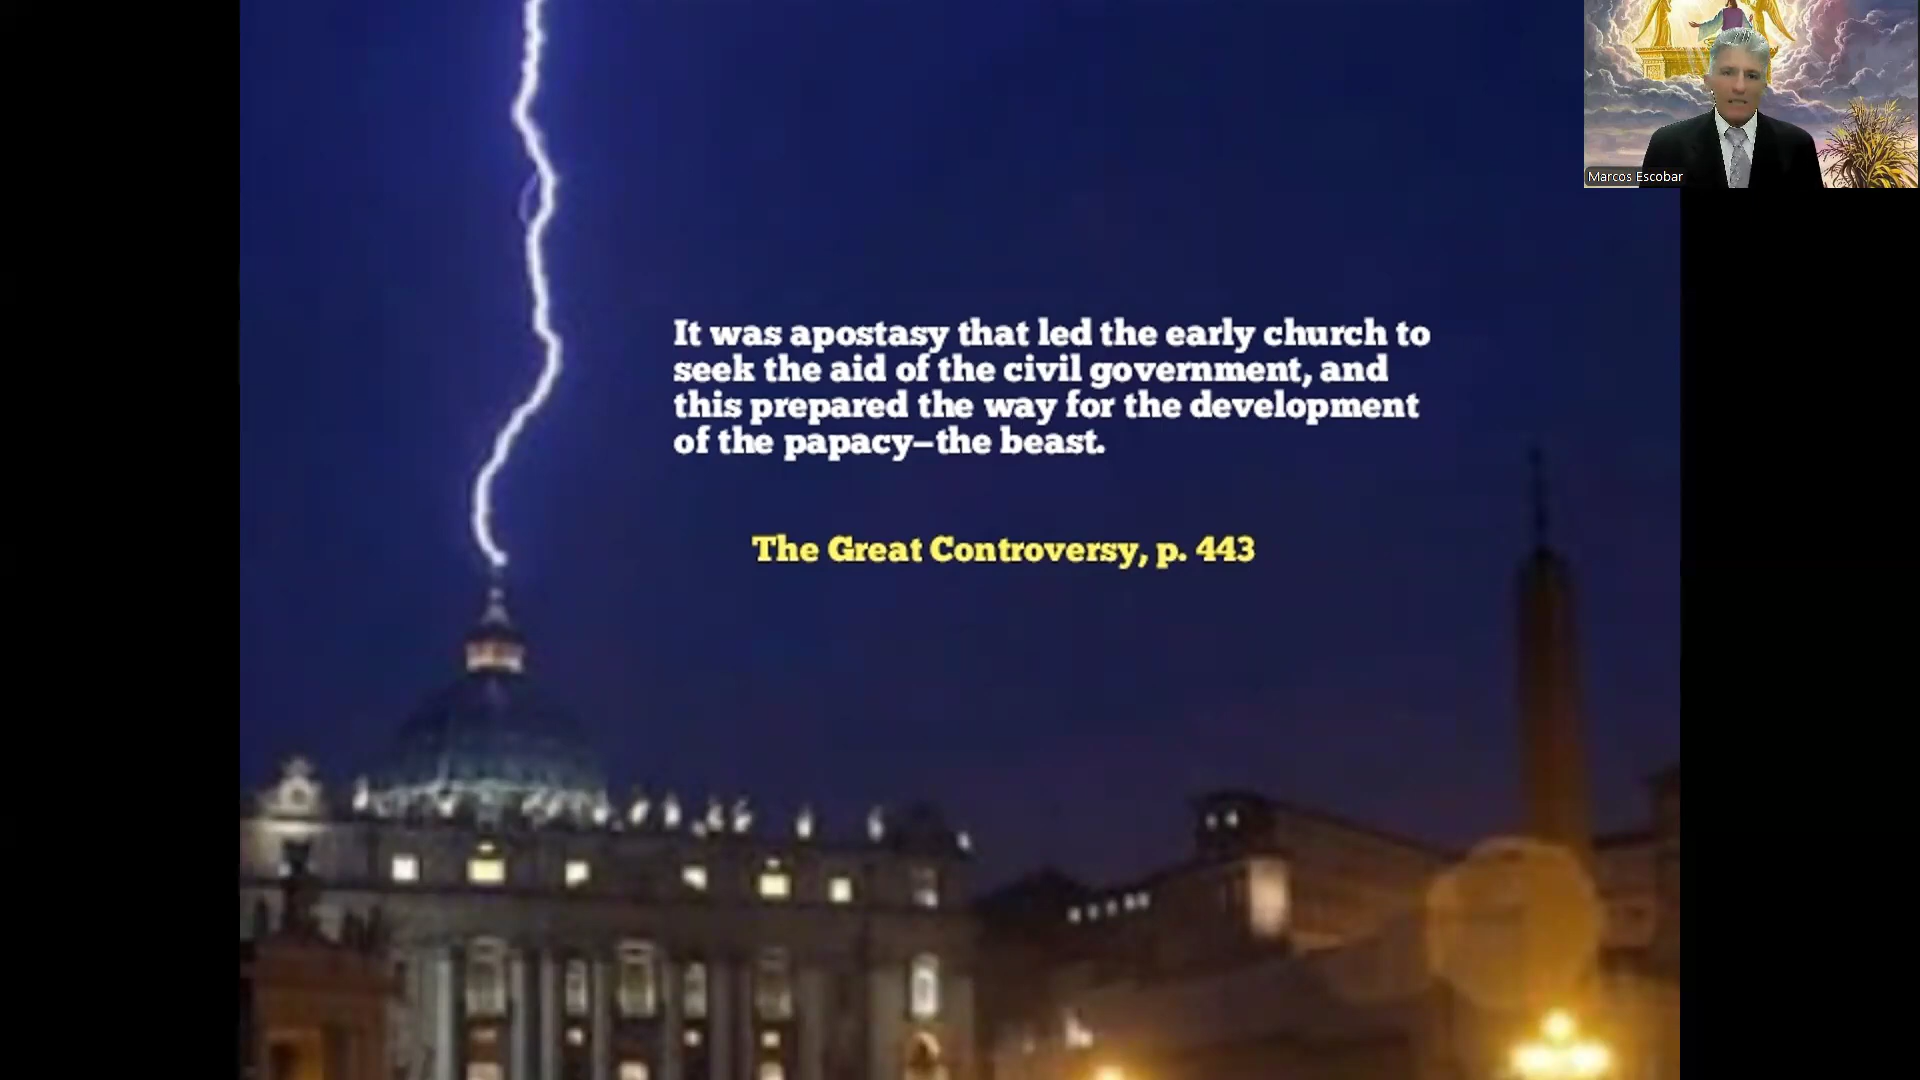 Marcos Escobar
It was apostasy that led the early church to
seek the aid of the civil government, and
this prepared the way for the development
of the papacy—the beast.
The Great Controversy, p. 443